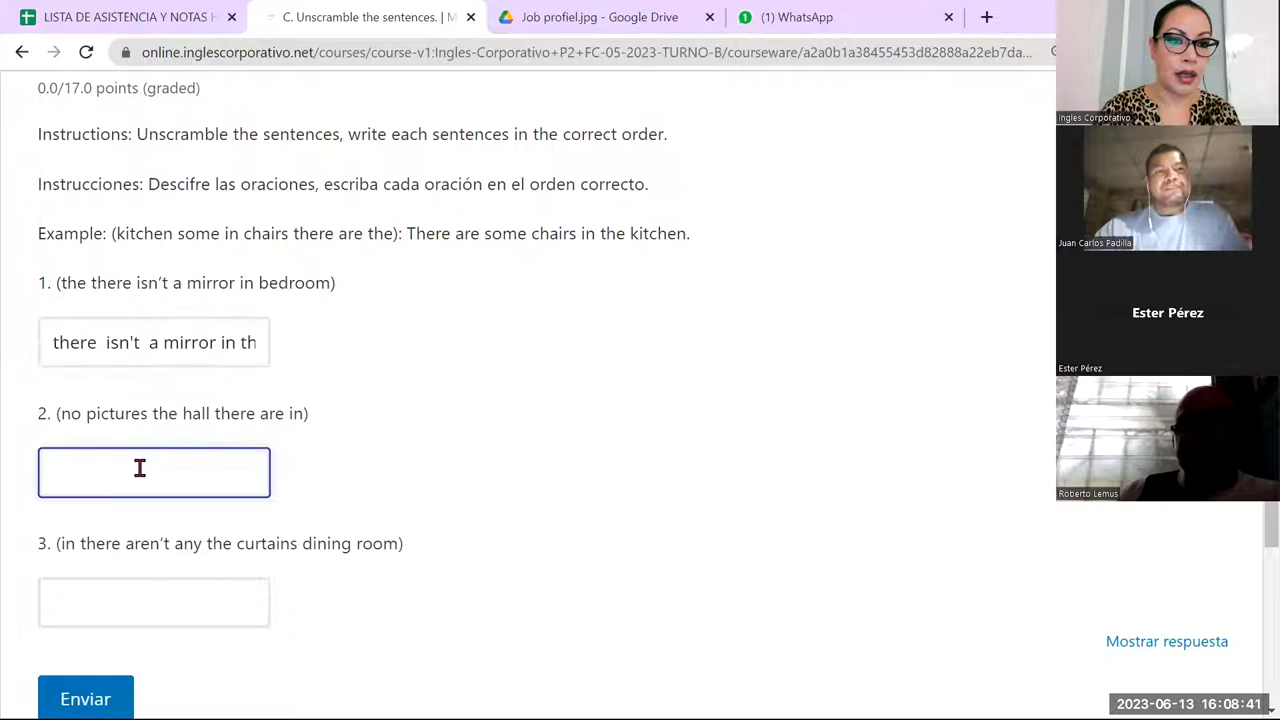 LISTA DE ASISTENCIA Y NOTAS
C. Unscramble the sentences. |
Job profiel.jpg - Google Drive
(1) WhatsApp
online.inglescorporativo.net/courses/course-v1:Ingles+Corporativo+P2+FC-05-2023-TURNO-B/courseware/a2a0b1a38455453d82888a22eb7da...
0.0/17.0 points (graded)
Instructions: Unscramble the sentences, write each sentences in the correct order.
Instrucciones: Descifre las oraciones, escriba cada oración en el orden correcto.
Example: (kitchen some in chairs there are the): There are some chairs in the kitchen.
1. (the there isn’t a mirror in bedroom)
there isn't a mirror in th
2. (no pictures the hall there are in)
3. (in there aren’t any the curtains dining room)
Mostrar respuesta
Enviar
Ingles Corporativo
Juan Carlos Padilla
Ester Pérez
Ester Pérez
Roberto Lemus
2023-06-13 16:08:41